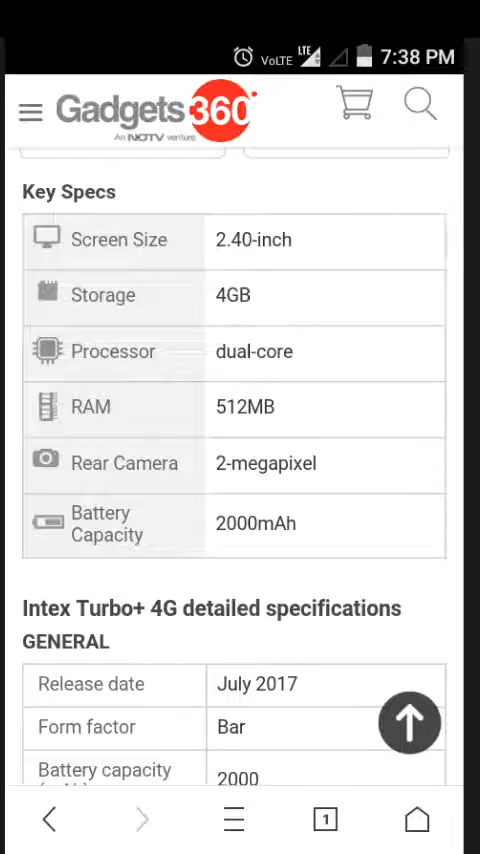 VoLTE LTE 7:38 PM
Gadgets 360
An NDTV venture
Key Specs
Screen Size 2.40-inch
Storage 4GB
Processor dual-core
RAM 512MB
Rear Camera 2-megapixel
Battery
Capacity 2000mAh
Intex Turbo+ 4G detailed specifications
GENERAL
Release date July 2017
Form factor Bar
Battery capacity 2000
1